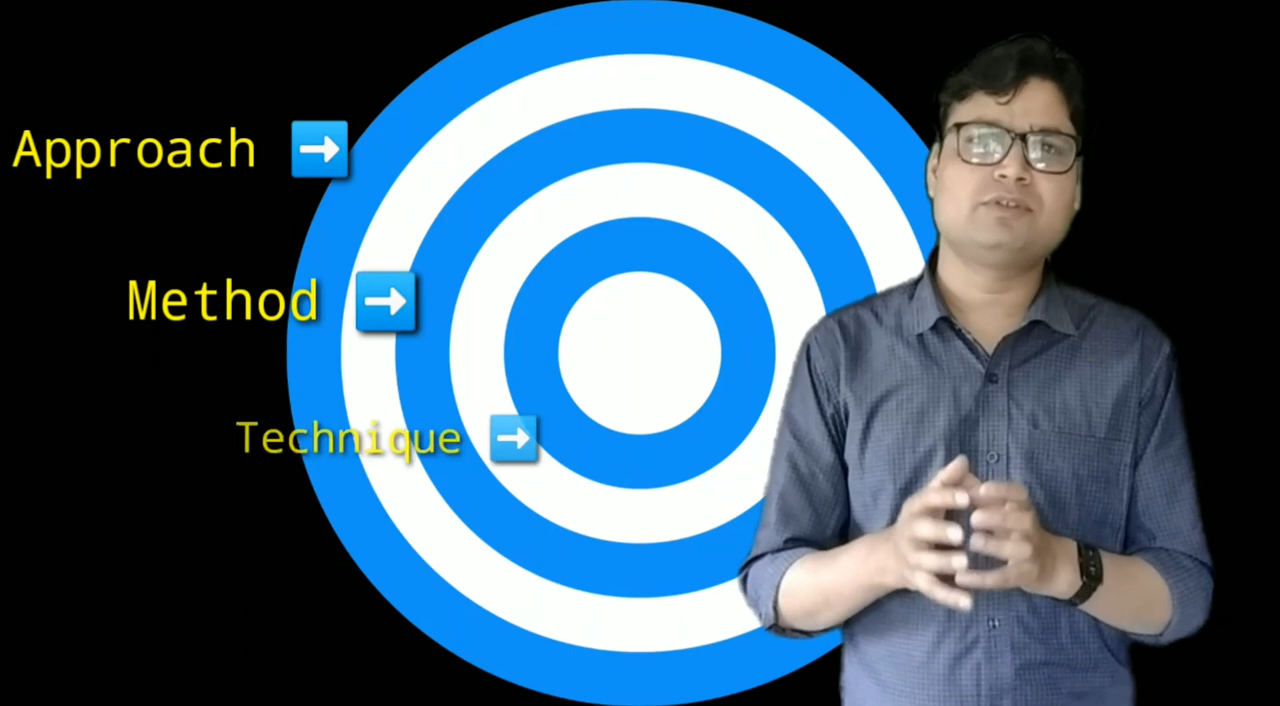 Approach ➡️
Method ➡️
Technique ➡️